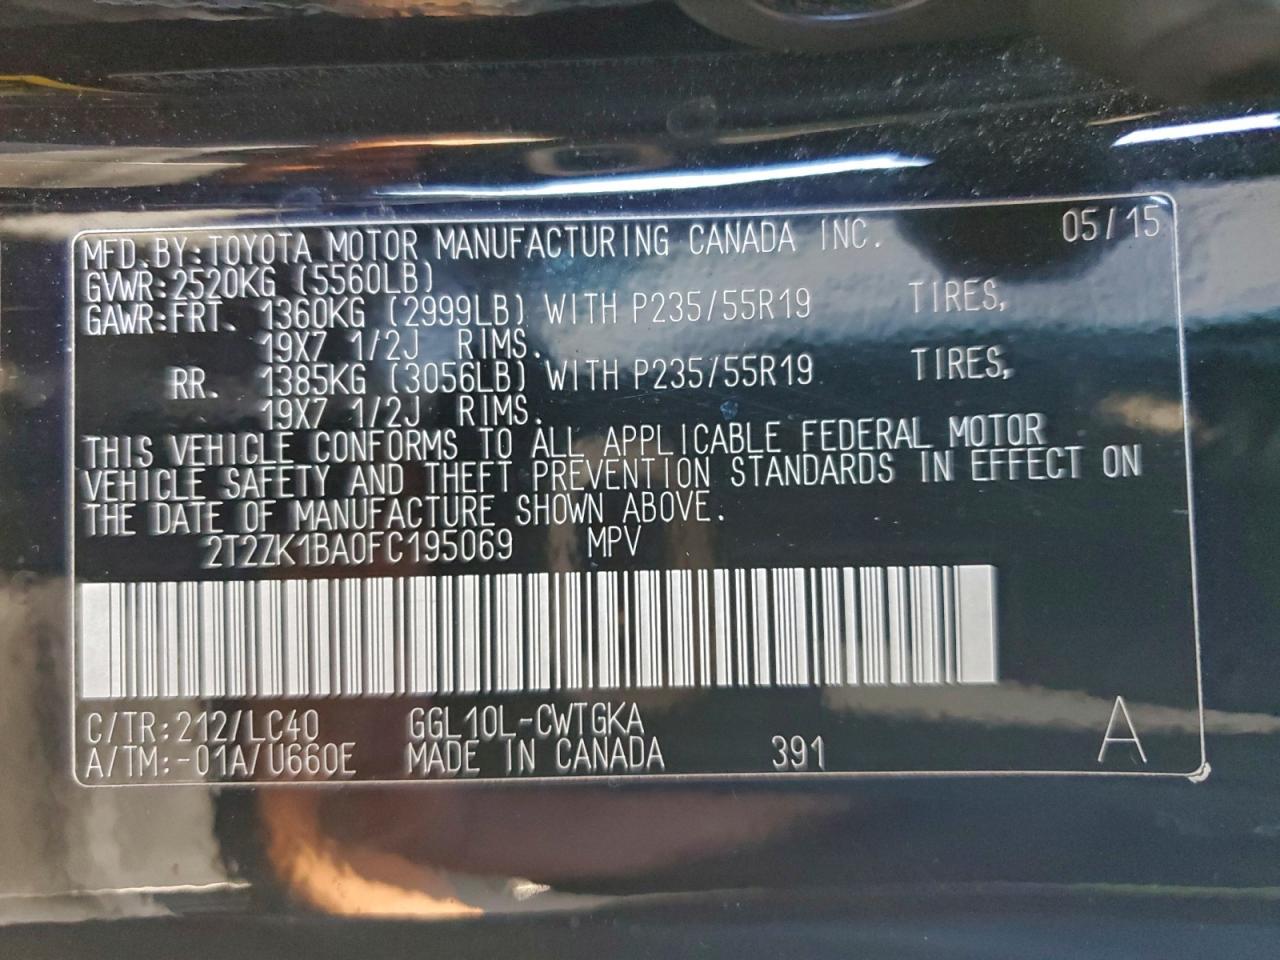 MFD.BY:TOYOTA MOTOR MANUFACTURING CANADA INC. 05/15
GVWR:2520KG (5560LB)
GAWR:FRT. 1360KG (2999LB) WITH P235/55R19 TIRES,
19X7 1/2J RIMS.
RR. 1385KG (3056LB) WITH P235/55R19 TIRES,
19X7 1/2J RIMS.
THIS VEHICLE CONFORMS TO ALL APPLICABLE FEDERAL MOTOR
VEHICLE SAFETY AND THEFT PREVENTION STANDARDS IN EFFECT ON
THE DATE OF MANUFACTURE SHOWN ABOVE.
2T2ZK1BA0FC195069 MPV
C/TR:212/LC40 GGL10L-CWTGKA
A/TM:-01A/U660E MADE IN CANADA 391 A